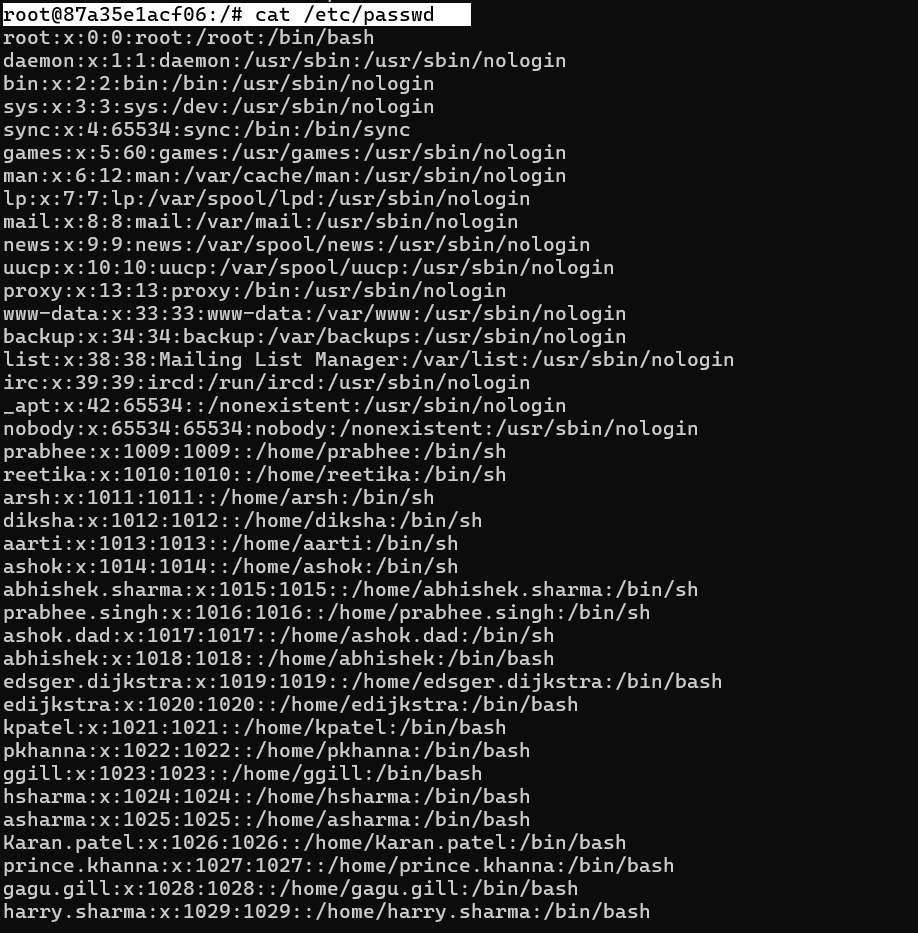 root@87a35e1acf06:/# cat /etc/passwd
root:x:0:0:root:/root:/bin/bash
daemon:x:1:1:daemon:/usr/sbin:/usr/sbin/nologin
bin:x:2:2:bin:/bin:/usr/sbin/nologin
sys:x:3:3:sys:/dev:/usr/sbin/nologin
sync:x:4:65534:sync:/bin:/bin/sync
games:x:5:60:games:/usr/games:/usr/sbin/nologin
man:x:6:12:man:/var/cache/man:/usr/sbin/nologin
lp:x:7:7:lp:/var/spool/lpd:/usr/sbin/nologin
mail:x:8:8:mail:/var/mail:/usr/sbin/nologin
news:x:9:9:news:/var/spool/news:/usr/sbin/nologin
uucp:x:10:10:uucp:/var/spool/uucp:/usr/sbin/nologin
proxy:x:13:13:proxy:/bin:/usr/sbin/nologin
www-data:x:33:33:www-data:/var/www:/usr/sbin/nologin
backup:x:34:34:backup:/var/backups:/usr/sbin/nologin
list:x:38:38:Mailing List Manager:/var/list:/usr/sbin/nologin
irc:x:39:39:ircd:/run/ircd:/usr/sbin/nologin
_apt:x:42:65534::/nonexistent:/usr/sbin/nologin
nobody:x:65534:65534:nobody:/nonexistent:/usr/sbin/nologin
prabhee:x:1009:1009::/home/prabhee:/bin/sh
reetika:x:1010:1010::/home/reetika:/bin/sh
arsh:x:1011:1011::/home/arsh:/bin/sh
diksha:x:1012:1012::/home/diksha:/bin/sh
aarti:x:1013:1013::/home/aarti:/bin/sh
ashok:x:1014:1014::/home/ashok:/bin/sh
abhishek.sharma:x:1015:1015::/home/abhishek.sharma:/bin/sh
prabhee.singh:x:1016:1016::/home/prabhee.singh:/bin/sh
ashok.dad:x:1017:1017::/home/ashok.dad:/bin/sh
abhishek:x:1018:1018::/home/abhishek:/bin/bash
edsger.dijkstra:x:1019:1019::/home/edsger.dijkstra:/bin/bash
edijkstra:x:1020:1020::/home/edijkstra:/bin/bash
kpatel:x:1021:1021::/home/kpatel:/bin/bash
pkhanna:x:1022:1022::/home/pkhanna:/bin/bash
ggill:x:1023:1023::/home/ggill:/bin/bash
hsharma:x:1024:1024::/home/hsharma:/bin/bash
asharma:x:1025:1025::/home/asharma:/bin/bash
Karan.patel:x:1026:1026::/home/Karan.patel:/bin/bash
prince.khanna:x:1027:1027::/home/prince.khanna:/bin/bash
gagu.gill:x:1028:1028::/home/gagu.gill:/bin/bash
harry.sharma:x:1029:1029::/home/harry.sharma:/bin/bash